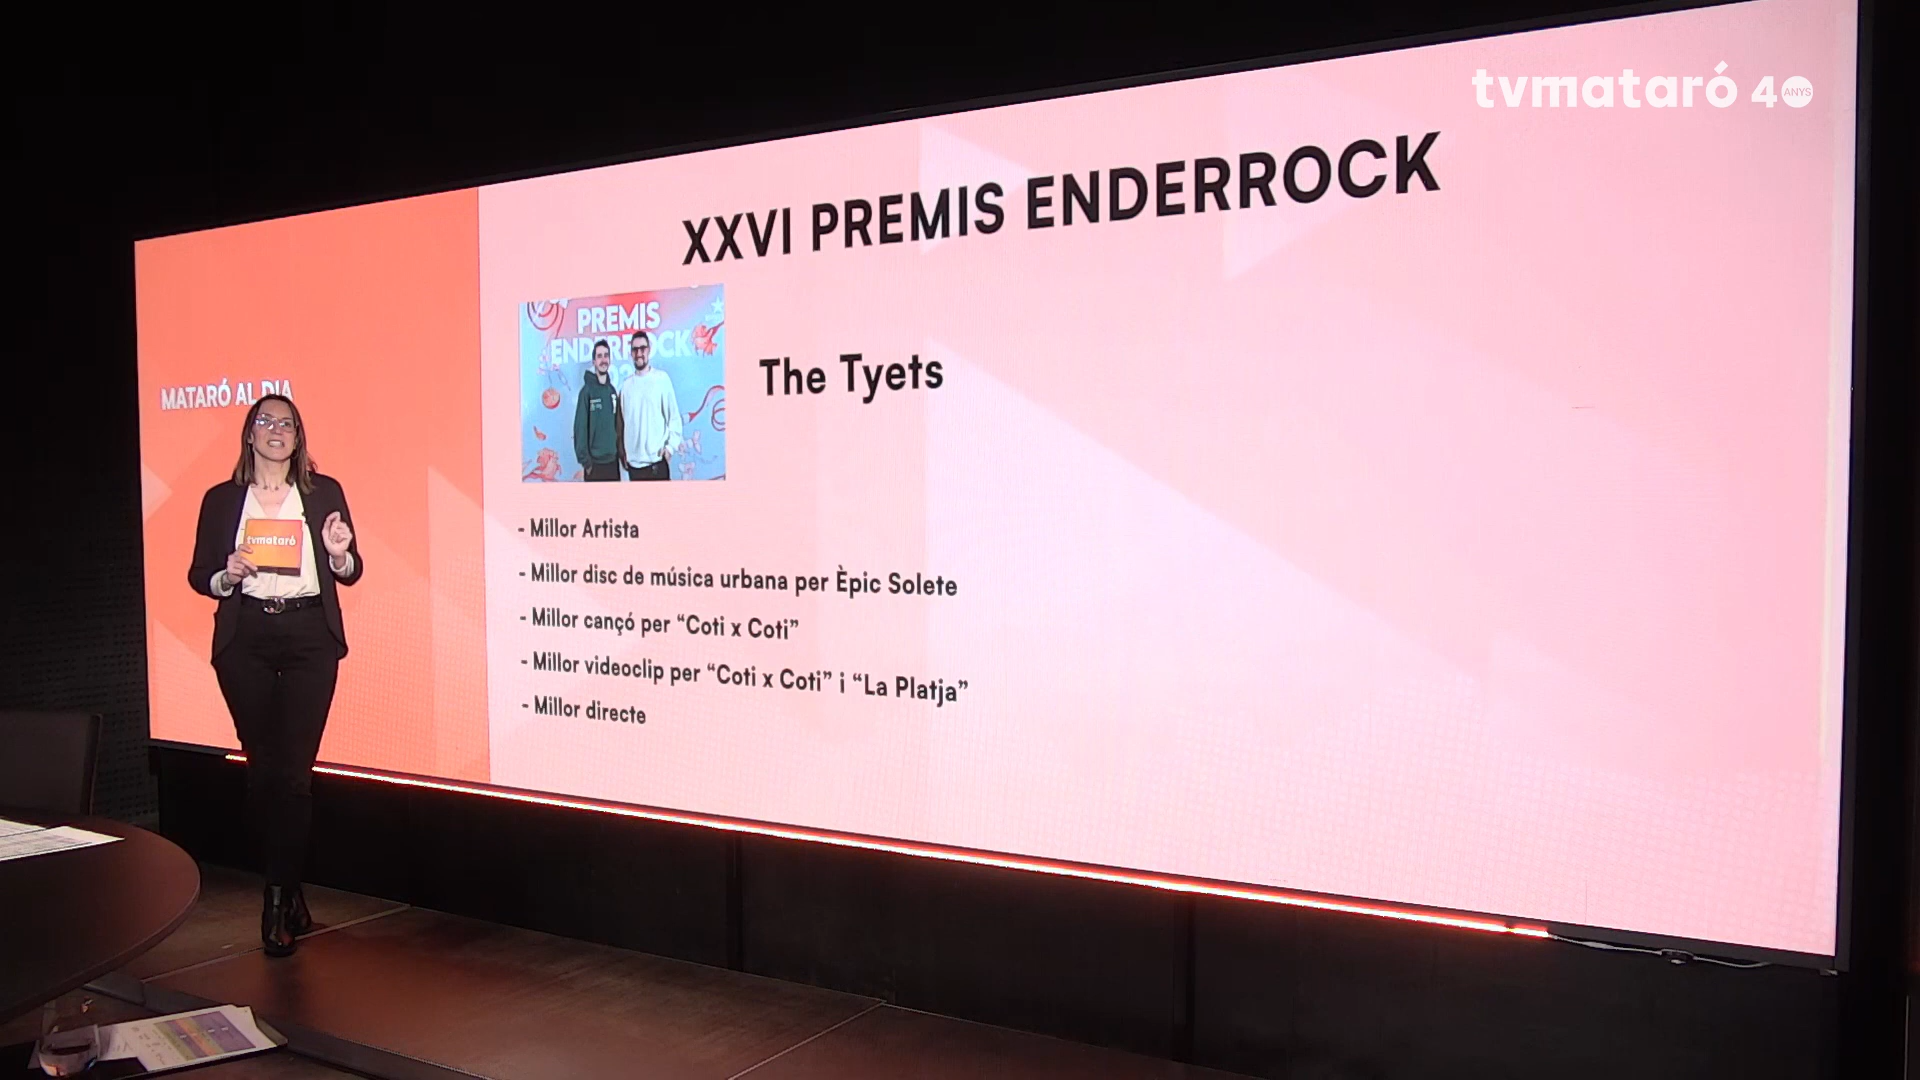 tvmataró 40 ANYS
XXVI PREMIS ENDERROCK
PREMIS
ENDERROCK
The Tyets
MATARÓ AL DIA
tvmataró
- Millor Artista
- Millor disc de música urbana per Èpic Solete
- Millor cançó per “Coti x Coti”
- Millor videoclip per “Coti x Coti” i “La Platja”
- Millor directe